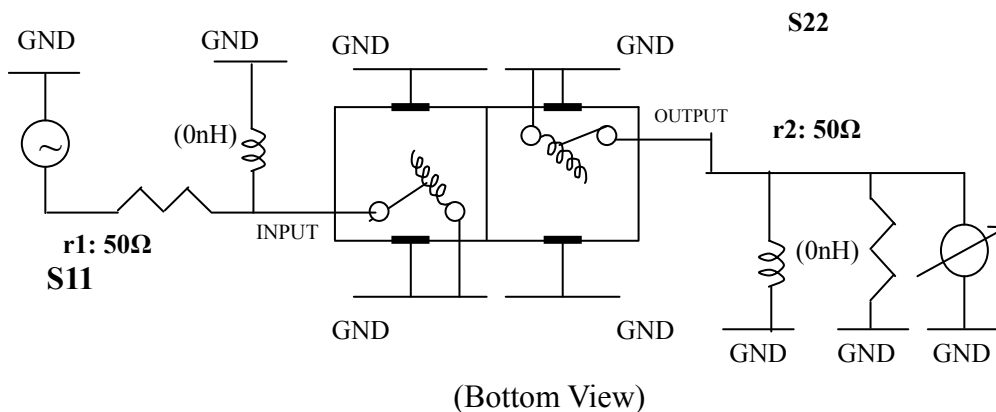 S22
GND
GND
GND
GND
OUTPUT
r2: 50Ω
(0nH)
INPUT
r1: 50Ω
S11
(0nH)
GND
GND
GND
GND
GND
(Bottom View)